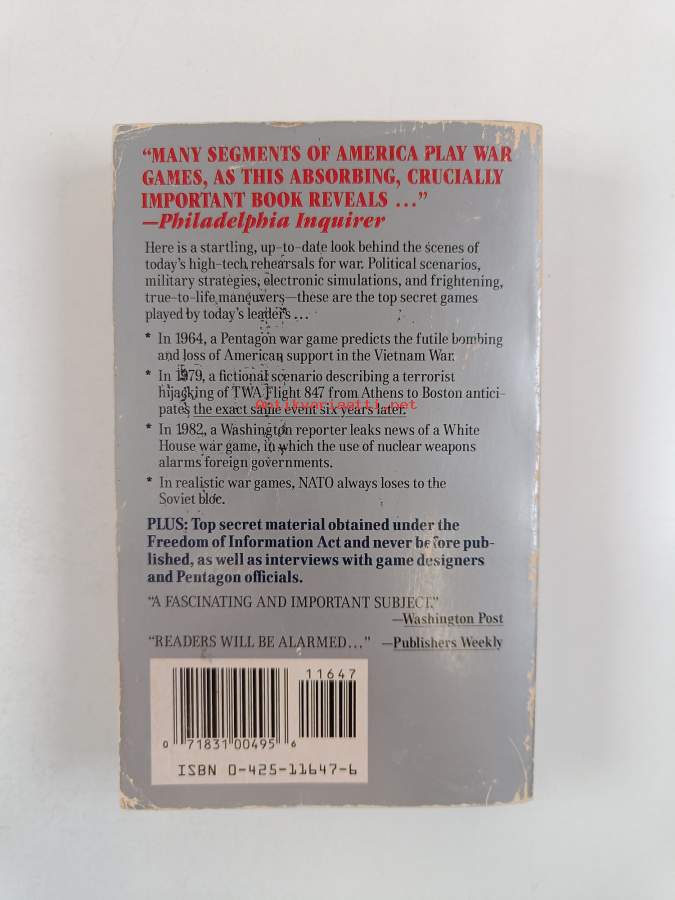 “MANY SEGMENTS OF AMERICA PLAY WAR
GAMES, AS THIS ABSORBING, CRUCIALLY
IMPORTANT BOOK REVEALS ...”
—Philadelphia Inquirer
Here is a startling, up-to-date look behind the scenes of
today’s high-tech rehearsals for war. Political scenarios,
military strategies, electronic simulations, and frightening,
true-to-life maneuvers—these are the top secret games
played by today’s leaders ...
* In 1964, a Pentagon war game predicts the futile bombing
and loss of American support in the Vietnam War.
* In 1979, a fictional scenario describing a terrorist
hijacking of TWA Flight 847 from Athens to Boston antici-
pates the exact same event six years later.
Antikvariaatti.net
* In 1982, a Washington reporter leaks news of a White
House war game, in which the use of nuclear weapons
alarms foreign governments.
* In realistic war games, NATO always loses to the
Soviet bloc.
PLUS: Top secret material obtained under the
Freedom of Information Act and never before pub-
lished, as well as interviews with game designers
and Pentagon officials.
“A FASCINATING AND IMPORTANT SUBJECT.”
—Washington Post
“READERS WILL BE ALARMED...” —Publishers Weekly
11647
0 71831 00495 6
ISBN 0-425-11647-6